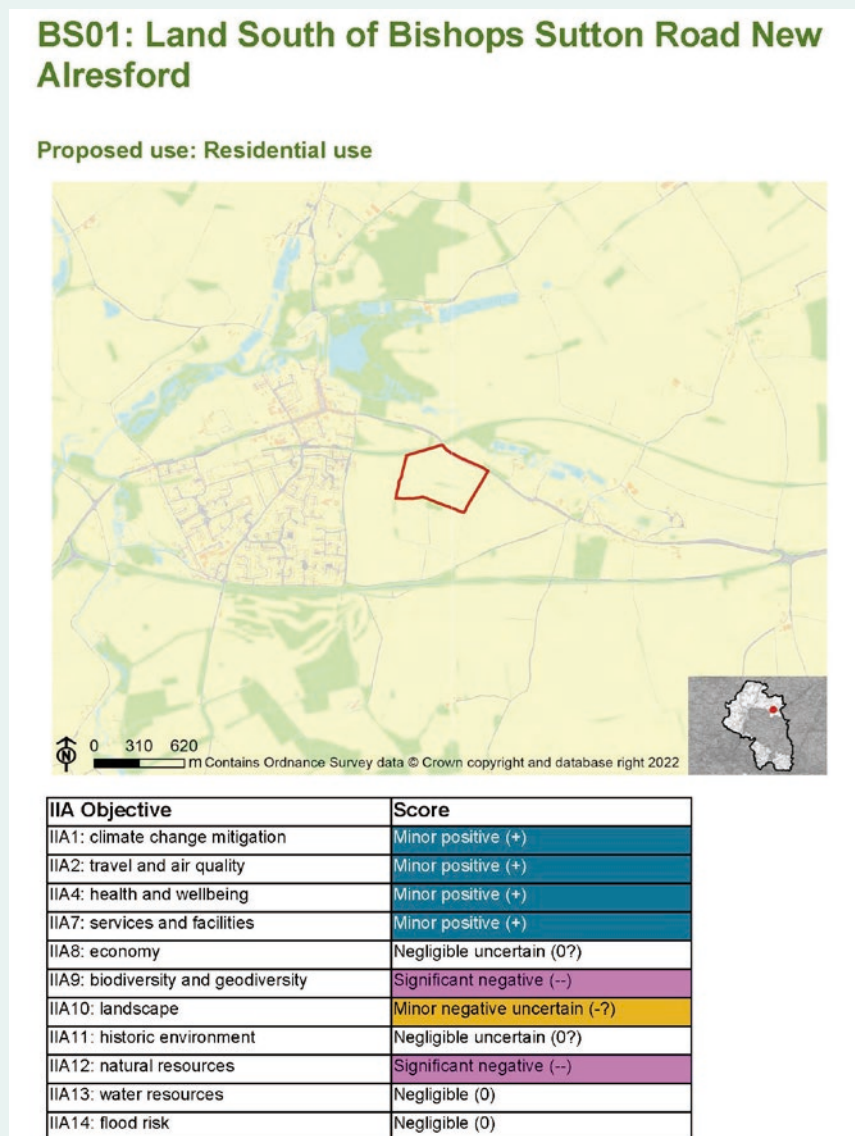 BS01: Land South of Bishops Sutton Road New
Alresford
Proposed use: Residential use
N
0 310 620
m Contains Ordnance Survey data © Crown copyright and database right 2022
IIA Objective Score
IIA1: climate change mitigation Minor positive (+)
IIA2: travel and air quality Minor positive (+)
IIA4: health and wellbeing Minor positive (+)
IIA7: services and facilities Minor positive (+)
IIA8: economy Negligible uncertain (0?)
IIA9: biodiversity and geodiversity Significant negative (--)
IIA10: landscape Minor negative uncertain (-?)
IIA11: historic environment Negligible uncertain (0?)
IIA12: natural resources Significant negative (--)
IIA13: water resources Negligible (0)
IIA14: flood risk Negligible (0)